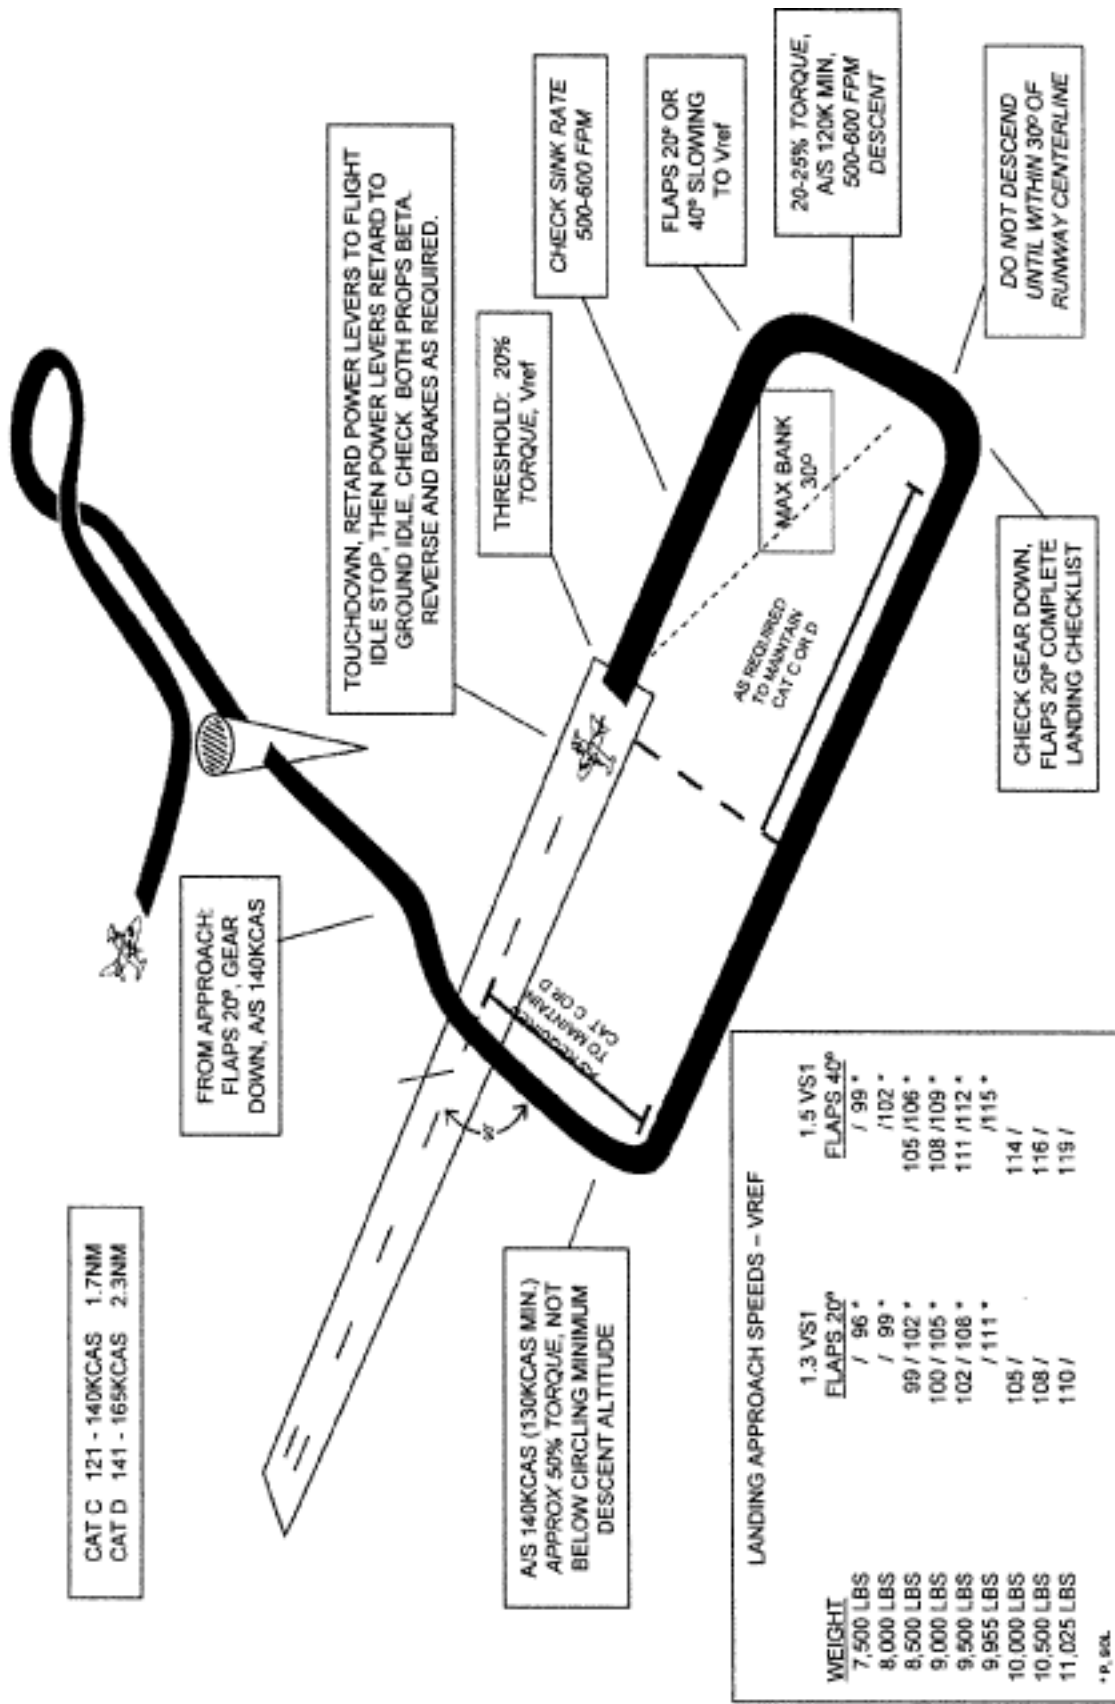 CAT C 121 - 140KCAS 1.7NM
CAT D 141 - 165KCAS 2.3NM
FROM APPROACH:
FLAPS 20º, GEAR
DOWN, A/S 140KCAS
TOUCHDOWN, RETARD POWER LEVERS TO FLIGHT
IDLE STOP, THEN POWER LEVERS RETARD TO
GROUND IDLE, CHECK BOTH PROPS BETA.
REVERSE AND BRAKES AS REQUIRED.
THRESHOLD: 20%
TORQUE, Vref
CHECK SINK RATE
500-600 FPM
FLAPS 20º OR
40º SLOWING
TO Vref
20-25% TORQUE,
A/S 120K MIN,
500-600 FPM
DESCENT
DO NOT DESCEND
UNTIL WITHIN 30º OF
RUNWAY CENTERLINE
MAX BANK
30º
AS REQUIRED
TO MAINTAIN
CAT C OR D
CHECK GEAR DOWN,
FLAPS 20º COMPLETE
LANDING CHECKLIST
AS REQUIRED
TO MAINTAIN
CAT C OR D
A/S 140KCAS (130KCAS MIN.)
APPROX 50% TORQUE, NOT
BELOW CIRCLING MINIMUM
DESCENT ALTITUDE
LANDING APPROACH SPEEDS – VREF
1.3 VS1 1.5 VS1
WEIGHT FLAPS 20º FLAPS 40º
7,500 LBS / 96 * / 99 *
8,000 LBS / 99 * /102 *
8,500 LBS 99 / 102 * 105 /106 *
9,000 LBS 100 / 105 * 108 /109 *
9,500 LBS 102 / 108 * 111 /112 *
9,955 LBS / 111 * /115 *
10,000 LBS 105 / 114 /
10,500 LBS 108 / 116 /
11,025 LBS 110 / 119 /